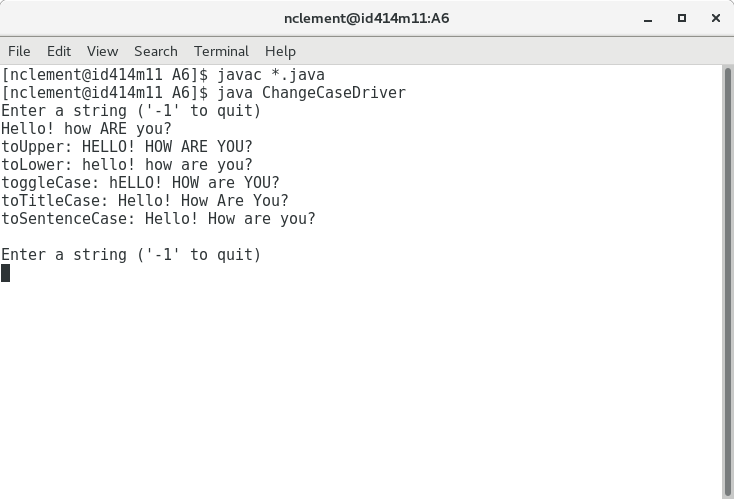 nclement@id414m11:A6
File Edit View Search Terminal Help
[nclement@id414m11 A6]$ javac *.java
[nclement@id414m11 A6]$ java ChangeCaseDriver
Enter a string ('-1' to quit)
Hello! how ARE you?
toUpper: HELLO! HOW ARE YOU?
toLower: hello! how are you?
toggleCase: hELLO! HOW are YOU?
toTitleCase: Hello! How Are You?
toSentenceCase: Hello! How are you?
Enter a string ('-1' to quit)